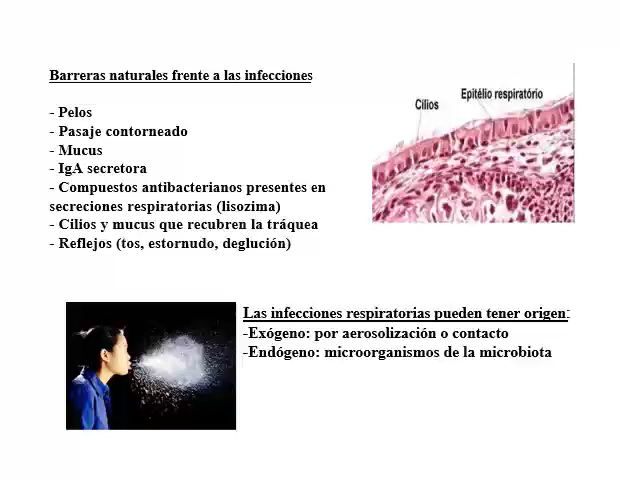 Barreras naturales frente a las infecciones
- Pelos
- Pasaje contorneado
- Mucus
- IgA secretora
- Compuestos antibacterianos presentes en
secreciones respiratorias (lisozima)
- Cilios y mucus que recubren la tráquea
- Reflejos (tos, estornudo, deglución)
Cílios
Epitélio respiratório
Las infecciones respiratorias pueden tener origen:
-Exógeno: por aerosolización o contacto
-Endógeno: microorganismos de la microbiota